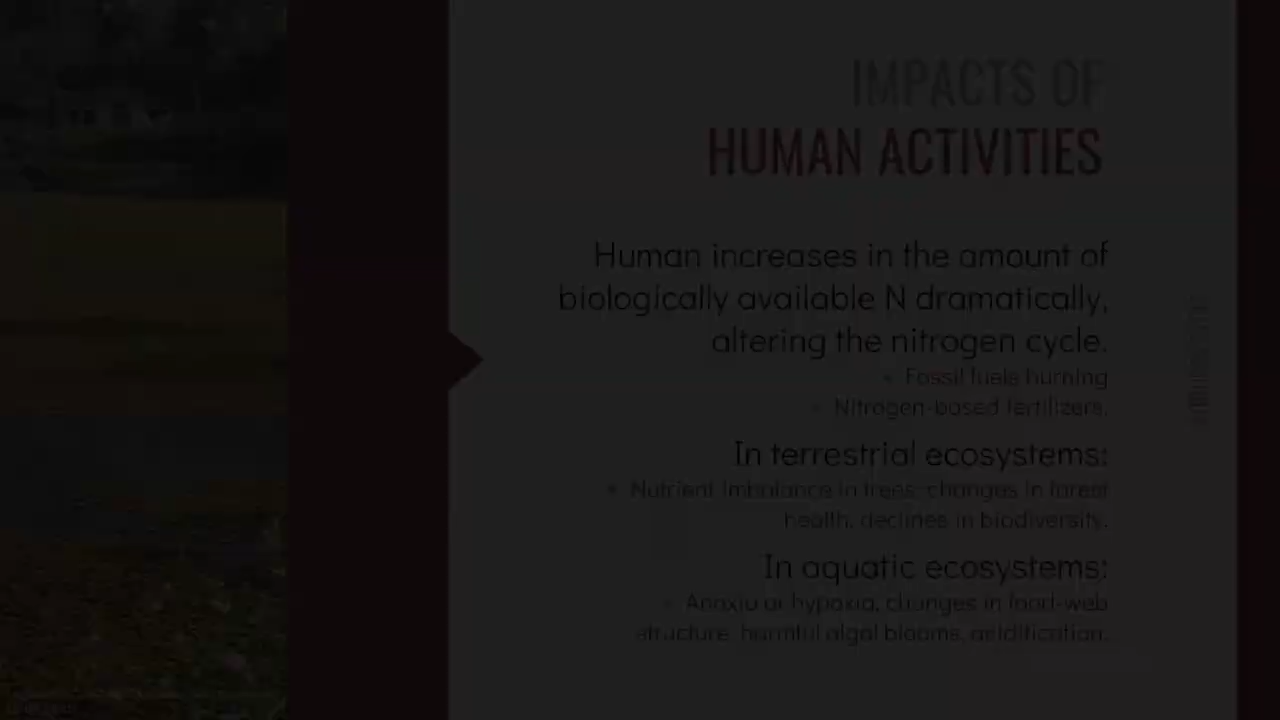 IMPACTS OF
HUMAN ACTIVITIES
Human increases in the amount of
biologically available N dramatically,
altering the nitrogen cycle.
• Fossil fuels burning
• Nitrogen-based fertilizers.
In terrestrial ecosystems:
• Nutrient imbalance in trees, changes in forest
health, declines in biodiversity.
In aquatic ecosystems:
• Anoxia or hypoxia, changes in food-web
structure, harmful algal blooms, acidification.